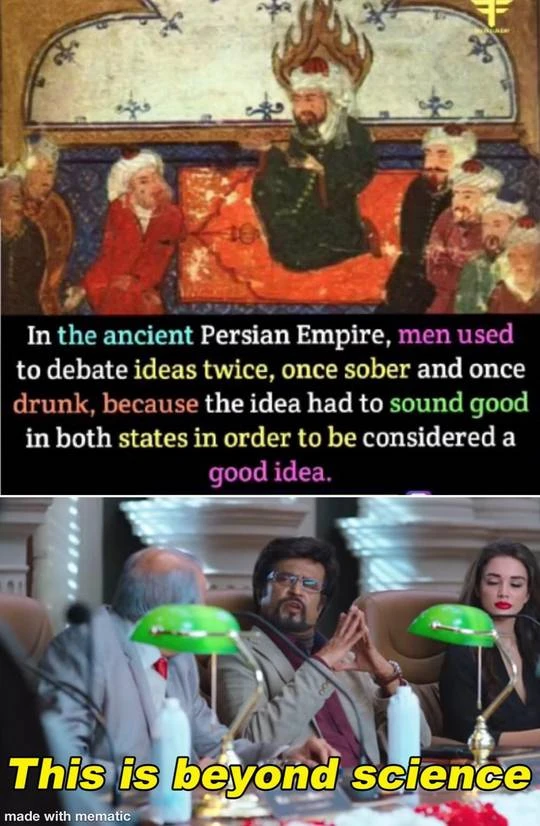 In the ancient Persian Empire, men used
to debate ideas twice, once sober and once
drunk, because the idea had to sound good
in both states in order to be considered a
good idea.
This is beyond science
made with mematic